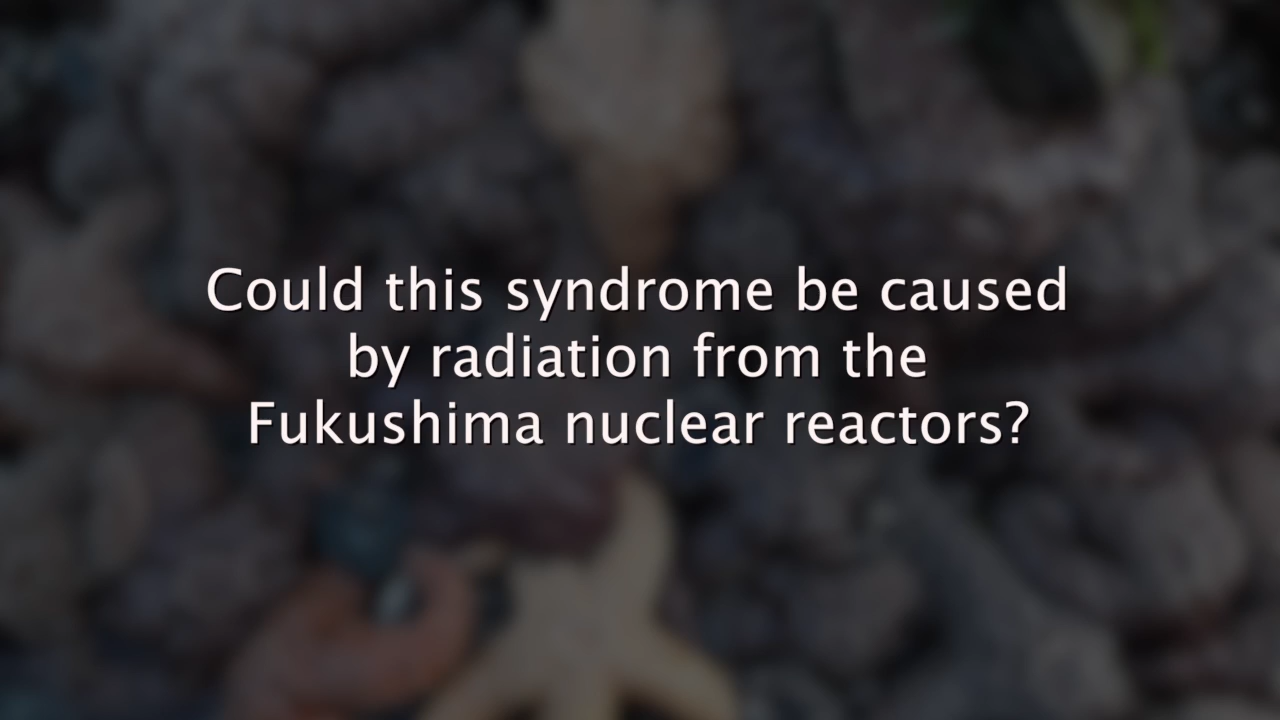 Could this syndrome be caused
by radiation from the
Fukushima nuclear reactors?